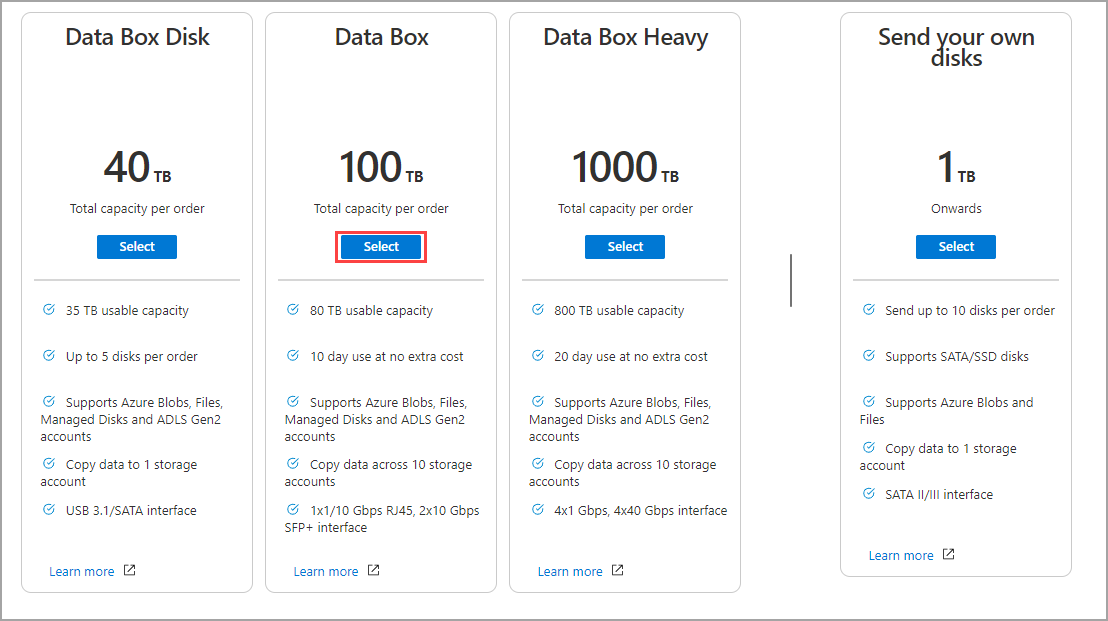 Data Box Disk
40 TB
Total capacity per order
Select
35 TB usable capacity
Up to 5 disks per order
Supports Azure Blobs, Files,
Managed Disks and ADLS Gen2
accounts
Copy data to 1 storage
account
USB 3.1/SATA interface
Learn more
Data Box
100 TB
Total capacity per order
Select
80 TB usable capacity
10 day use at no extra cost
Supports Azure Blobs, Files,
Managed Disks and ADLS Gen2
accounts
Copy data across 10 storage
accounts
1x1/10 Gbps RJ45, 2x10 Gbps
SFP+ interface
Learn more
Data Box Heavy
1000 TB
Total capacity per order
Select
800 TB usable capacity
20 day use at no extra cost
Supports Azure Blobs, Files,
Managed Disks and ADLS Gen2
accounts
Copy data across 10 storage
accounts
4x1 Gbps, 4x40 Gbps interface
Learn more
Send your own
disks
1 TB
Onwards
Select
Send up to 10 disks per order
Supports SATA/SSD disks
Supports Azure Blobs and
Files
Copy data to 1 storage
account
SATA II/III interface
Learn more